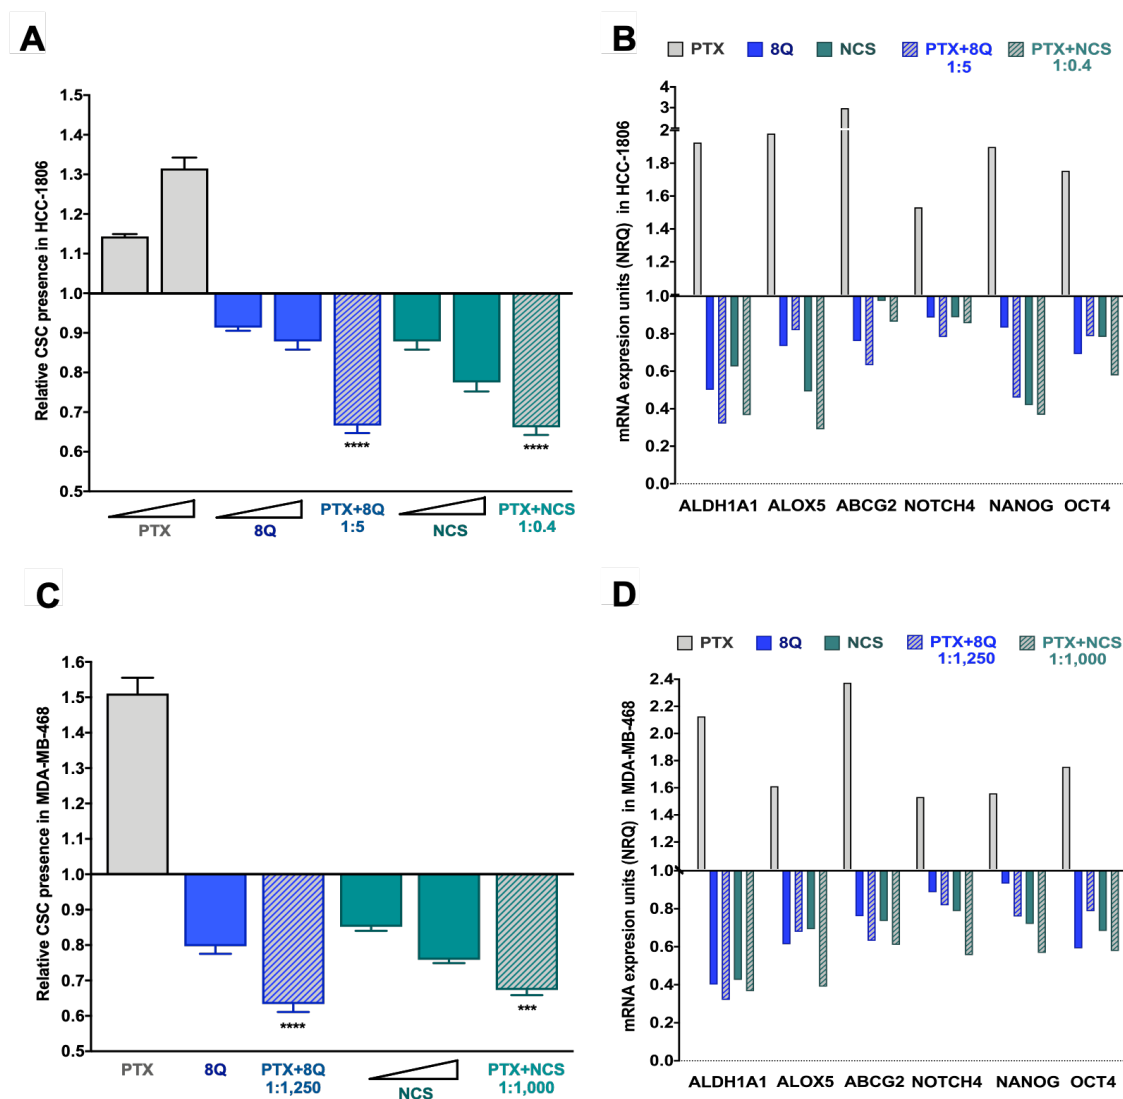 A
Relative CSC presence in HCC-1806
1.5
1.4
1.3
1.2
1.1
1.0
0.9
0.8
0.7
0.6
0.5
****
****
PTX
8Q
PTX+8Q
1:5
NCS
PTX+NCS
1:0.4
B
PTX
8Q
NCS
PTX+8Q
1:5
PTX+NCS
1:0.4
mRNA expresion units (NRQ) in HCC-1806
4
3
2
1.8
1.6
1.4
1.2
1.0
0.8
0.6
0.4
0.2
0.0
ALDH1A1
ALOX5
ABCG2
NOTCH4
NANOG
OCT4
C
Relative CSC presence in MDA-MB-468
1.6
1.5
1.4
1.3
1.2
1.1
1.0
0.9
0.8
0.7
0.6
0.5
****
***
PTX
8Q
PTX+8Q
1:1,250
NCS
PTX+NCS
1:1,000
D
PTX
8Q
NCS
PTX+8Q
1:1,250
PTX+NCS
1:1,000
mRNA expresion units (NRQ) in MDA-MB-468
2.4
2.2
2.0
1.8
1.6
1.4
1.2
1.0
0.8
0.6
0.4
0.2
0.0
ALDH1A1
ALOX5
ABCG2
NOTCH4
NANOG
OCT4